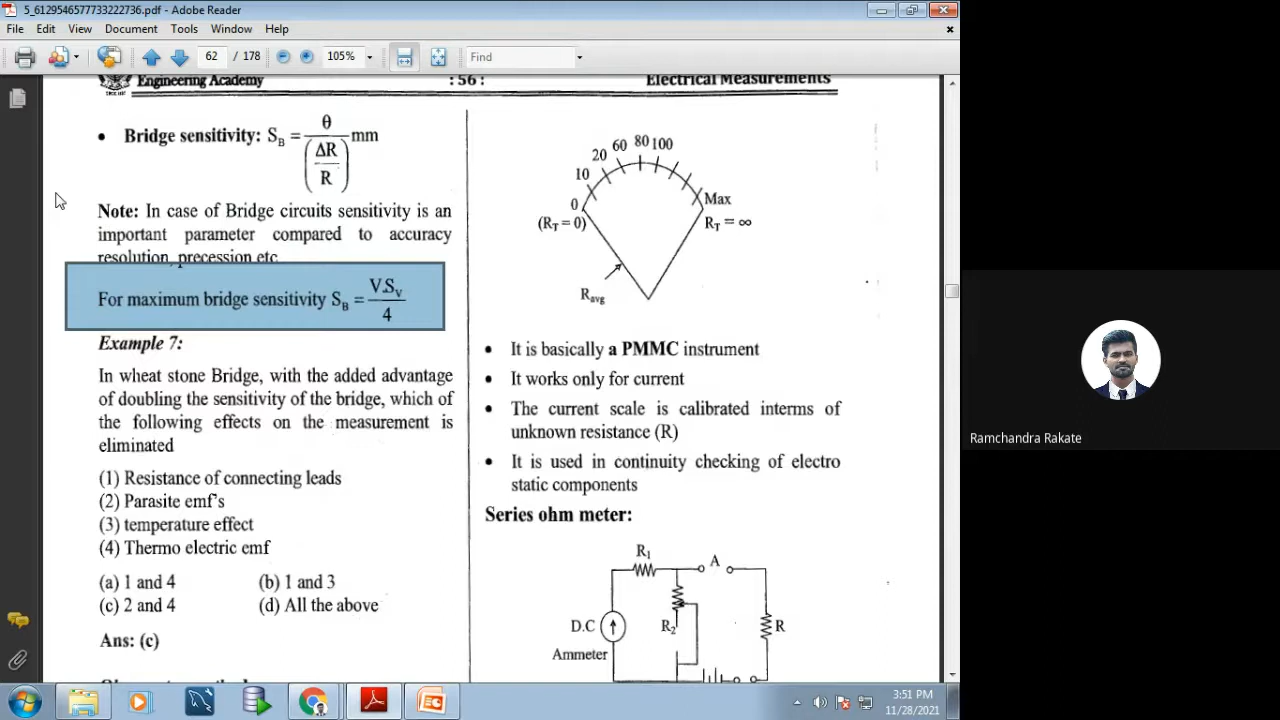 5_6129546577733222736.pdf - Adobe Reader
File Edit View Document Tools Window Help
62 / 178 105% Find
Engineering Academy : 56 : Electrical Measurements
• Bridge sensitivity: S_B = θ / (ΔR / R) mm
Note: In case of Bridge circuits sensitivity is an
important parameter compared to accuracy
resolution, precession etc
For maximum bridge sensitivity S_B = V.S_V / 4
Example 7:
In wheat stone Bridge, with the added advantage
of doubling the sensitivity of the bridge, which of
the following effects on the measurement is
eliminated
(1) Resistance of connecting leads
(2) Parasite emf's
(3) temperature effect
(4) Thermo electric emf
(a) 1 and 4 (b) 1 and 3
(c) 2 and 4 (d) All the above
Ans: (c)
0 10 20 60 80 100 Max
(R_T = 0) R_T = ∞
R_avg
• It is basically a PMMC instrument
• It works only for current
• The current scale is calibrated interms of
unknown resistance (R)
• It is used in continuity checking of electro
static components
Series ohm meter:
R_1 A
D.C R_2 R
Ammeter
Ramchandra Rakate
3:51 PM
11/28/2021